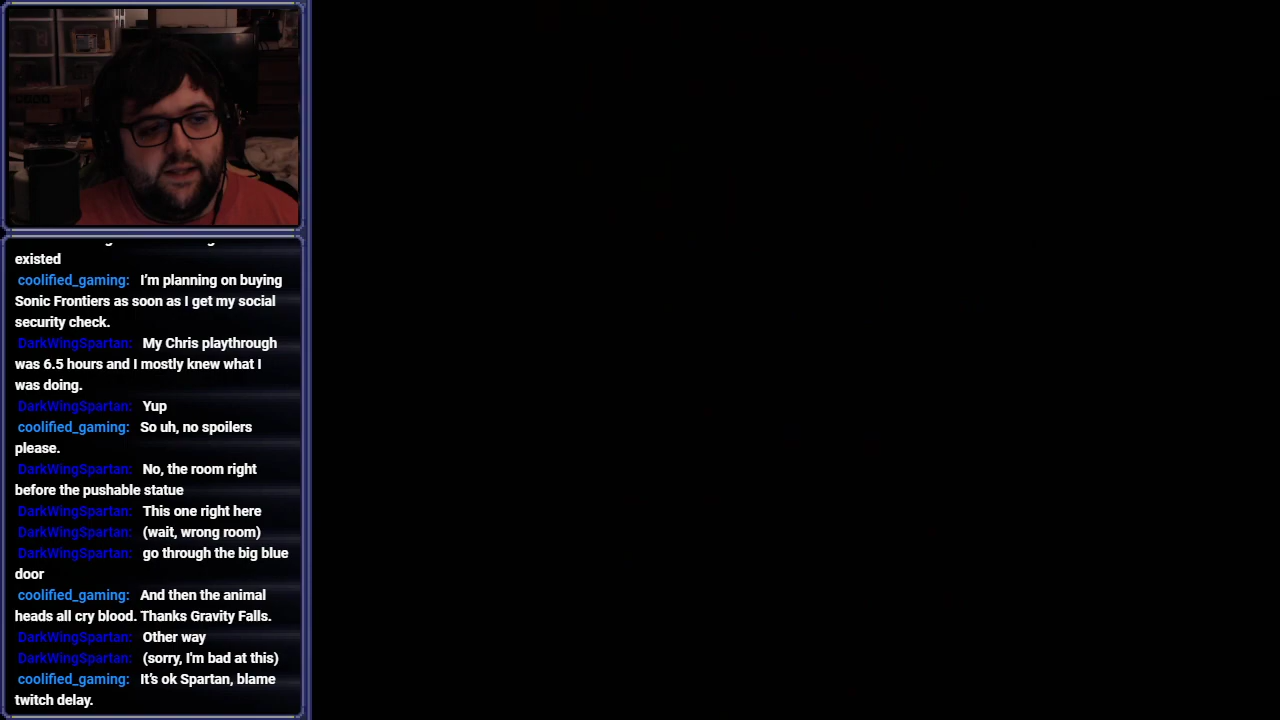 existed
coolified_gaming: I'm planning on buying
Sonic Frontiers as soon as I get my social
security check.
DarkWingSpartan: My Chris playthrough
was 6.5 hours and I mostly knew what I
was doing.
DarkWingSpartan: Yup
coolified_gaming: So uh, no spoilers
please.
DarkWingSpartan: No, the room right
before the pushable statue
DarkWingSpartan: This one right here
DarkWingSpartan: (wait, wrong room)
DarkWingSpartan: go through the big blue
door
coolified_gaming: And then the animal
heads all cry blood. Thanks Gravity Falls.
DarkWingSpartan: Other way
DarkWingSpartan: (sorry, I'm bad at this)
coolified_gaming: It's ok Spartan, blame
twitch delay.